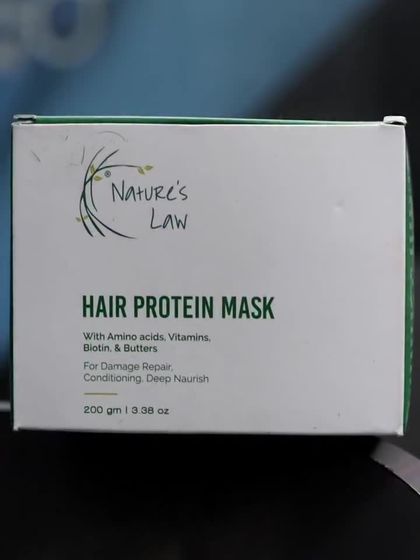 Nature's®
Law
HAIR PROTEIN MASK
With Amino acids, Vitamins,
Biotin, & Butters
For Damage Repair,
Conditioning, Deep Naurish
200 gm | 3.38 oz